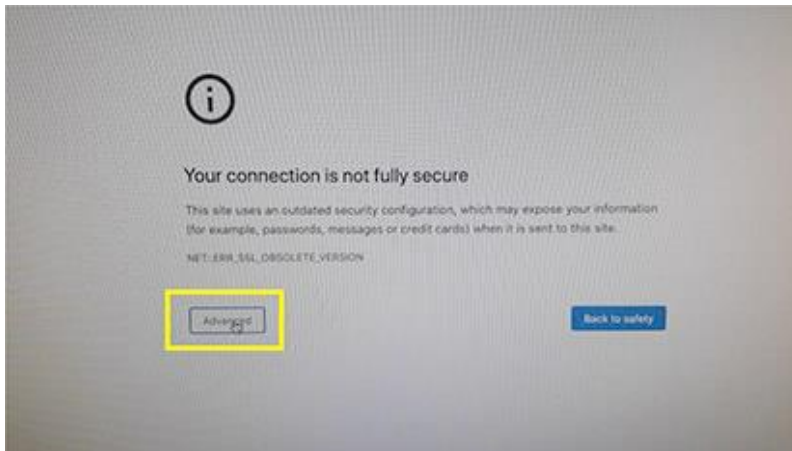 Your connection is not fully secure
This site uses an outdated security configuration, which may expose your information
(for example, passwords, messages or credit cards) when it is sent to this site.
NET::ERR_SSL_OBSOLETE_VERSION
Advanced
Back to safety